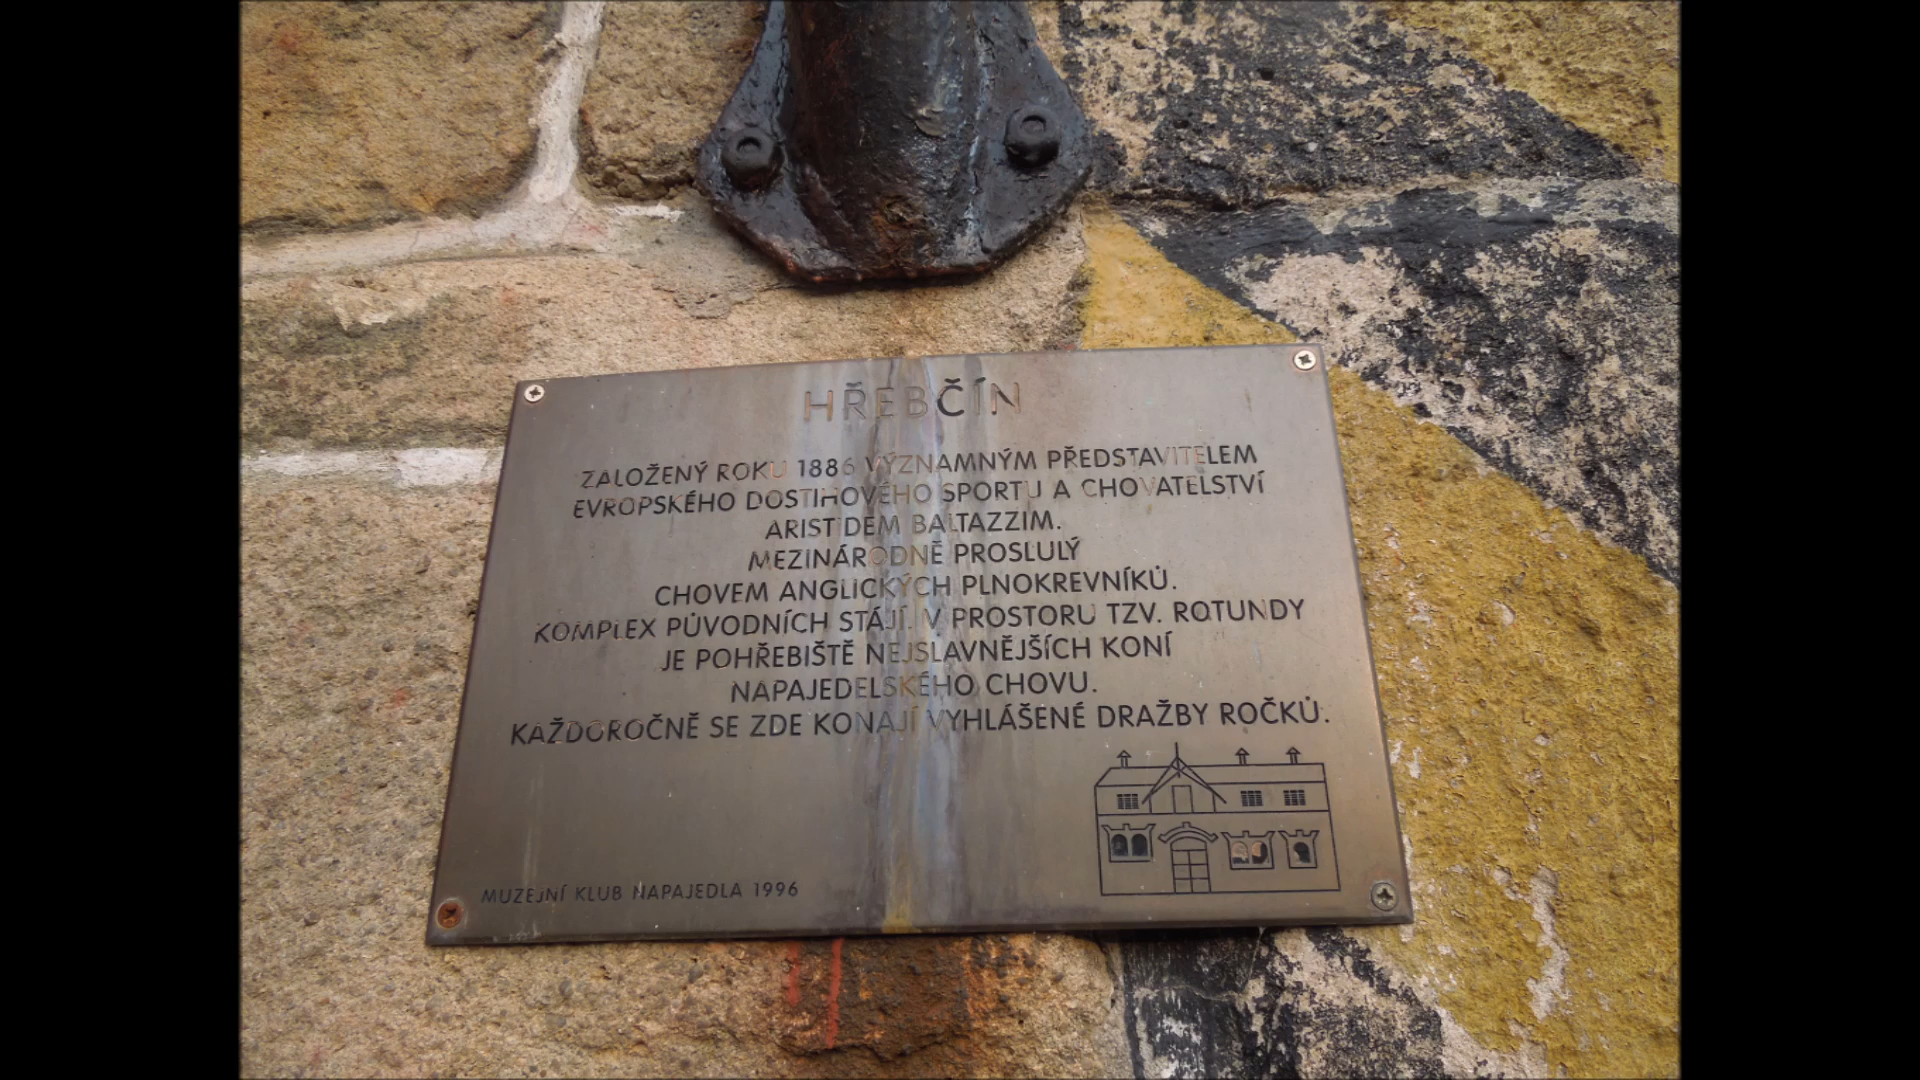 HŘEBČÍN
ZALOŽENÝ ROKU 1886 VÝZNAMNÝM PŘEDSTAVITELEM
EVROPSKÉHO DOSTIHOVÉHO SPORTU A CHOVATELSTVÍ
ARISTIDEM BALTAZZIM.
MEZINÁRODNĚ PROSLULÝ
CHOVEM ANGLICKÝCH PLNOKREVNÍKŮ.
KOMPLEX PŮVODNÍCH STÁJÍ. V PROSTORU TZV. ROTUNDY
JE POHŘEBIŠTĚ NEJSLAVNĚJŠÍCH KONÍ
NAPAJEDELSKÉHO CHOVU.
KAŽDOROČNĚ SE ZDE KONAJÍ VYHLÁŠENÉ DRAŽBY ROČKŮ.
MUZEJNÍ KLUB NAPAJEDLA 1996